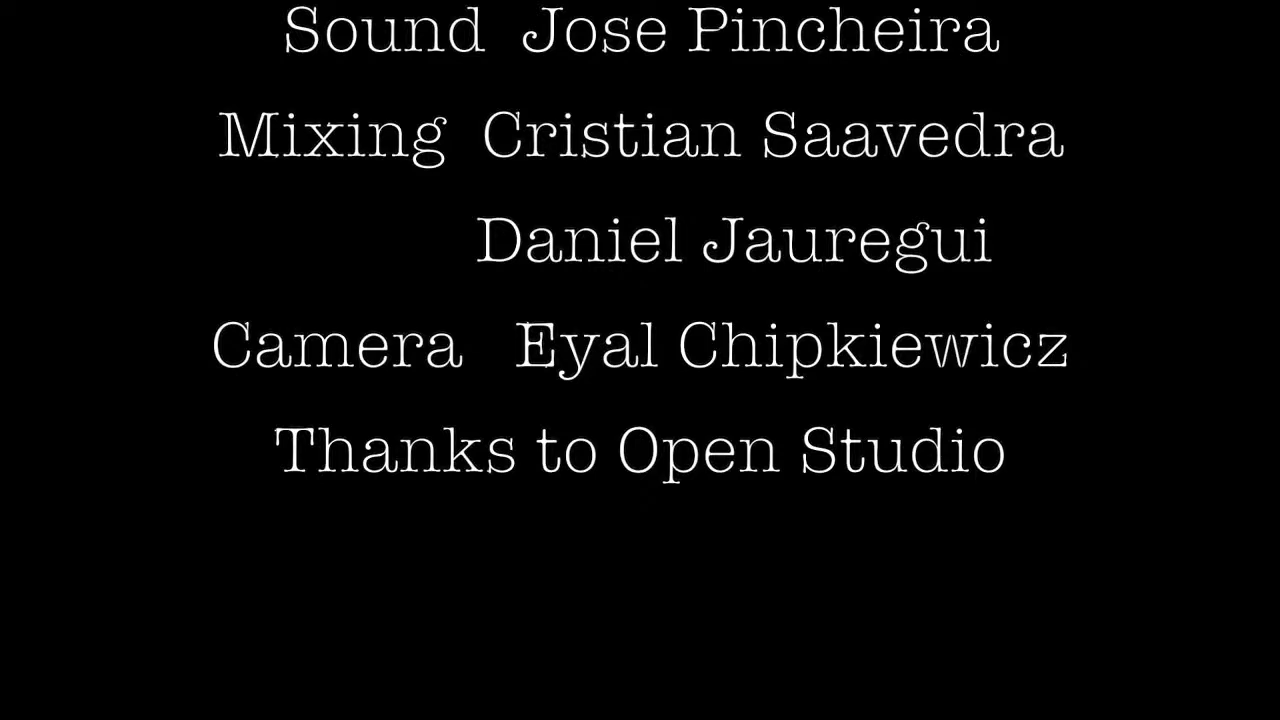 Sound Jose Pincheira
Mixing Cristian Saavedra
Daniel Jauregui
Camera Eyal Chipkiewicz
Thanks to Open Studio